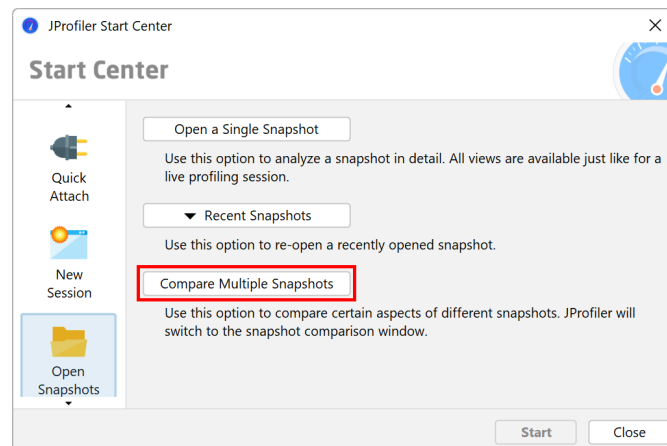 JProfiler Start Center
Start Center
Quick
Attach
New
Session
Open
Snapshots
Open a Single Snapshot
Use this option to analyze a snapshot in detail. All views are available just like for a
live profiling session.
Recent Snapshots
Use this option to re-open a recently opened snapshot.
Compare Multiple Snapshots
Use this option to compare certain aspects of different snapshots. JProfiler will
switch to the snapshot comparison window.
Start
Close